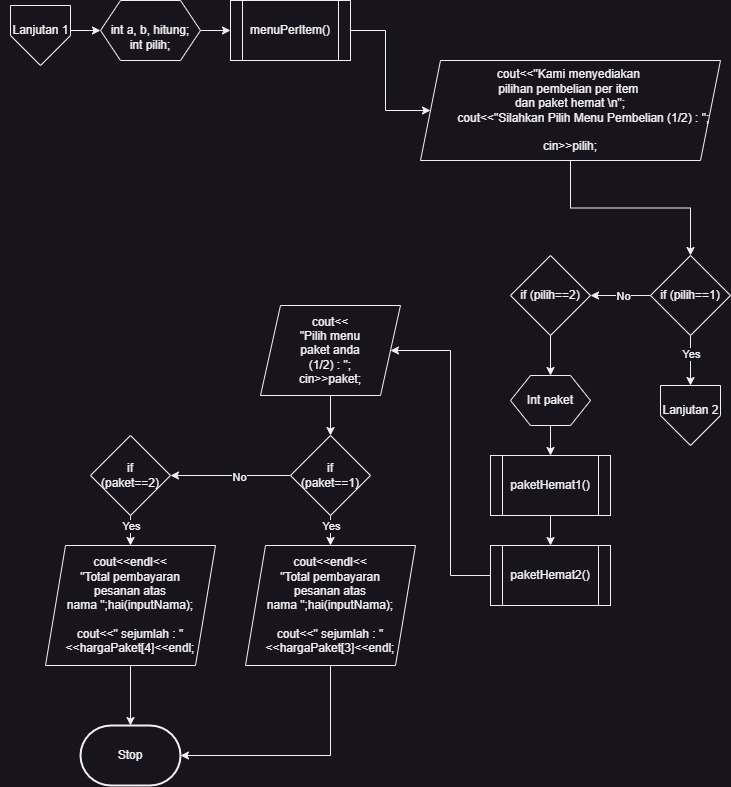 Lanjutan 1
int a, b, hitung;
int pilih;
menuPerItem()
cout<<"Kami menyediakan
pilihan pembelian per item
dan paket hemat \n";
cout<<"Silahkan Pilih Menu Pembelian (1/2) : ";
cin>>pilih;
if (pilih==2)
No
if (pilih==1)
Yes
Lanjutan 2
Int paket
paketHemat1()
paketHemat2()
cout<<
"Pilih menu
paket anda
(1/2) : ";
cin>>paket;
if
(paket==2)
No
if
(paket==1)
Yes
Yes
cout<<endl<<
"Total pembayaran
pesanan atas
nama ";hai(inputNama);
cout<<" sejumlah : "
<<hargaPaket[4]<<endl;
cout<<endl<<
"Total pembayaran
pesanan atas
nama ";hai(inputNama);
cout<<" sejumlah : "
<<hargaPaket[3]<<endl;
Stop